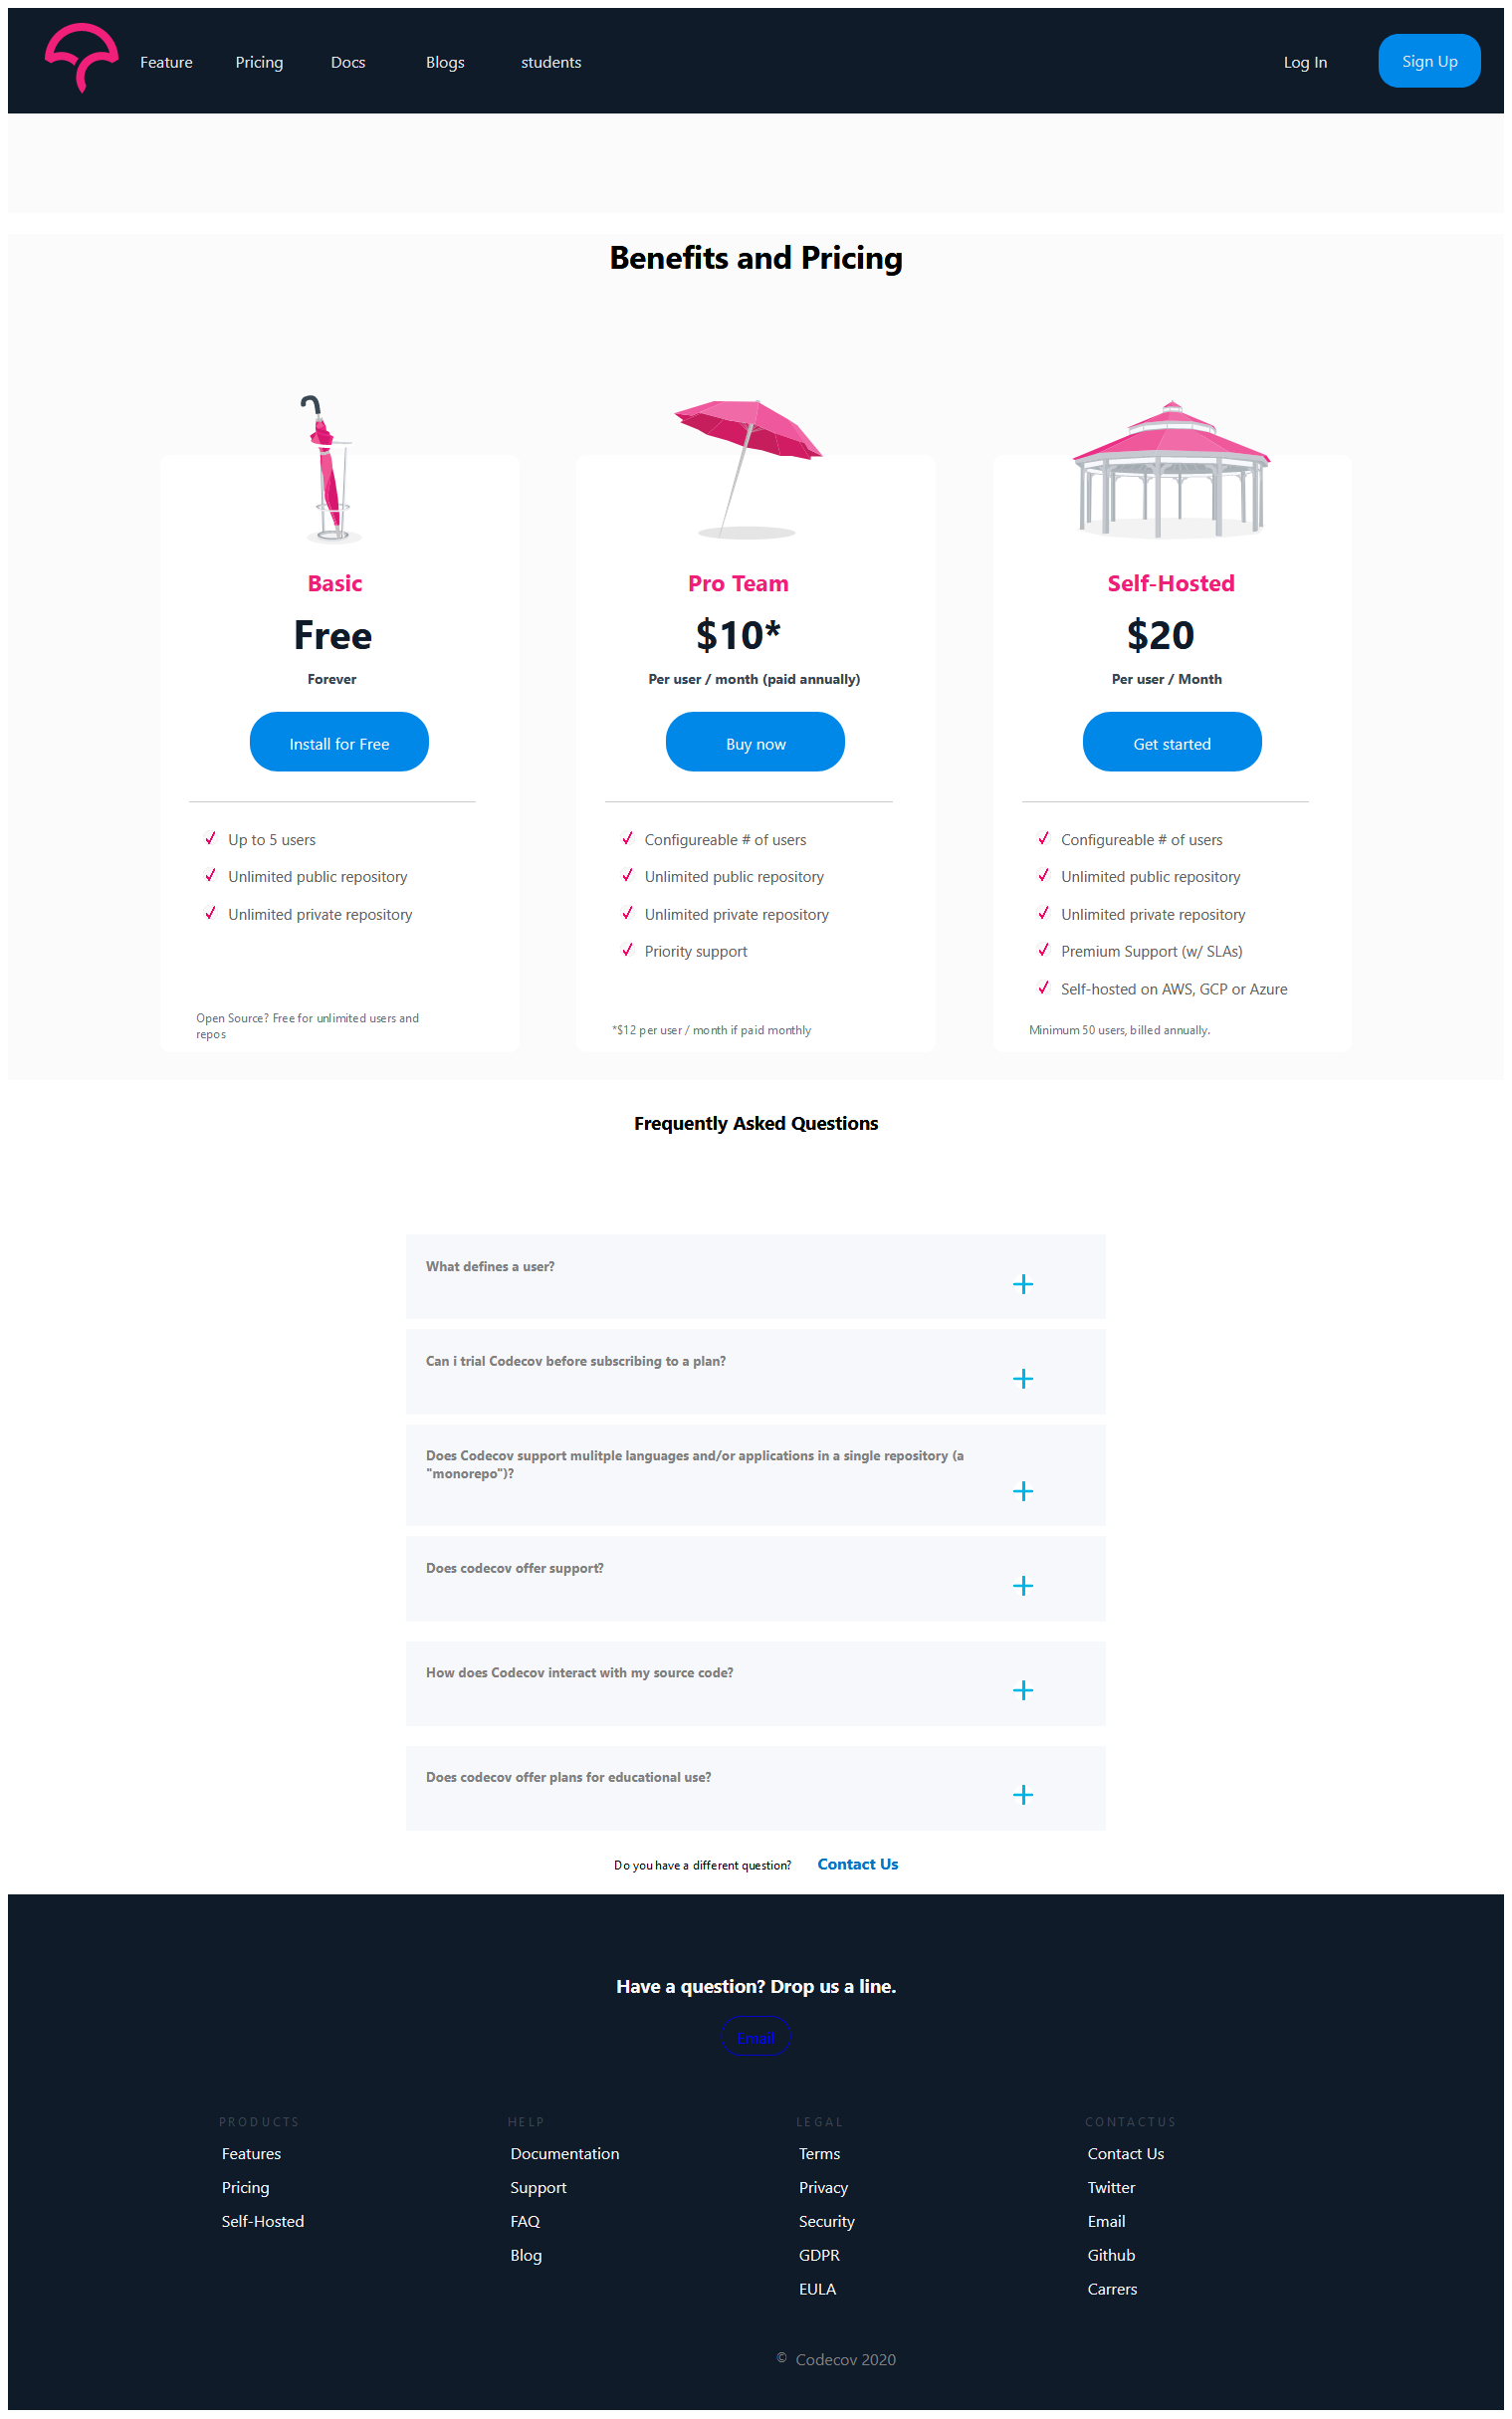 Feature Pricing Docs Blogs students Log In Sign Up
Benefits and Pricing
Basic
Free
Forever
Install for Free
Up to 5 users
Unlimited public repository
Unlimited private repository
Open Source? Free for unlimited users and
repos
Pro Team
$10*
Per user / month (paid annually)
Buy now
Configureable # of users
Unlimited public repository
Unlimited private repository
Priority support
*$12 per user / month if paid monthly
Self-Hosted
$20
Per user / Month
Get started
Configureable # of users
Unlimited public repository
Unlimited private repository
Premium Support (w/ SLAs)
Self-hosted on AWS, GCP or Azure
Minimum 50 users, billed annually.
Frequently Asked Questions
What defines a user?
Can i trial Codecov before subscribing to a plan?
Does Codecov support mulitple languages and/or applications in a single repository (a
"monorepo")?
Does codecov offer support?
How does Codecov interact with my source code?
Does codecov offer plans for educational use?
Do you have a different question? Contact Us
Have a question? Drop us a line.
Email
PRODUCTS
Features
Pricing
Self-Hosted
HELP
Documentation
Support
FAQ
Blog
LEGAL
Terms
Privacy
Security
GDPR
EULA
CONTACTUS
Contact Us
Twitter
Email
Github
Carrers
© Codecov 2020